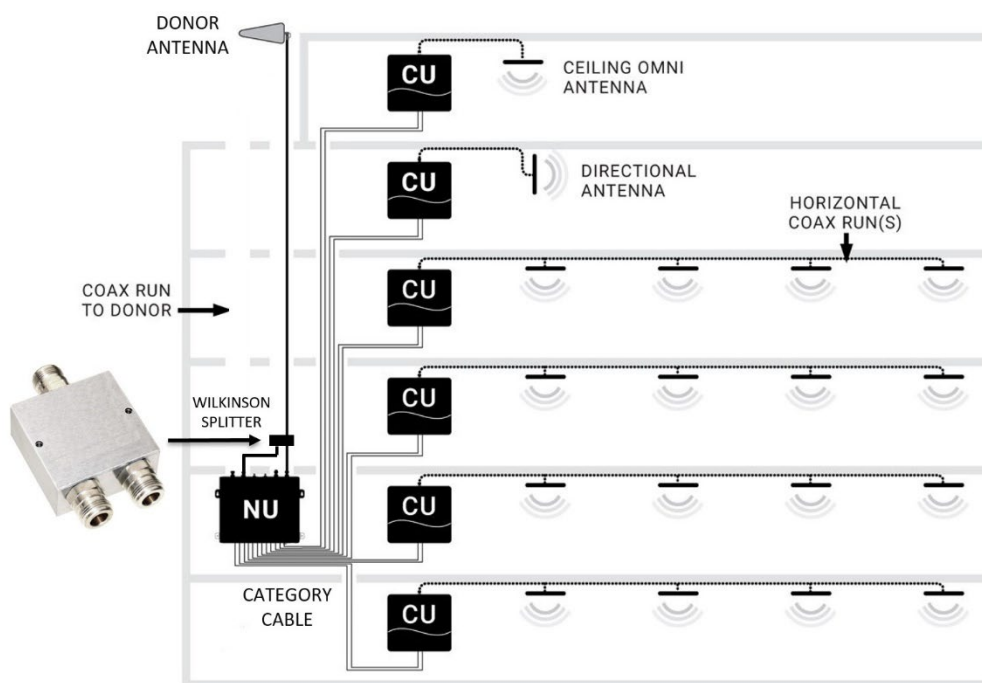 DONOR
ANTENNA
CU
CEILING OMNI
ANTENNA
CU
DIRECTIONAL
ANTENNA
HORIZONTAL
COAX RUN(S)
CU
COAX RUN
TO DONOR
CU
WILKINSON
SPLITTER
NU
CU
CATEGORY
CABLE
CU